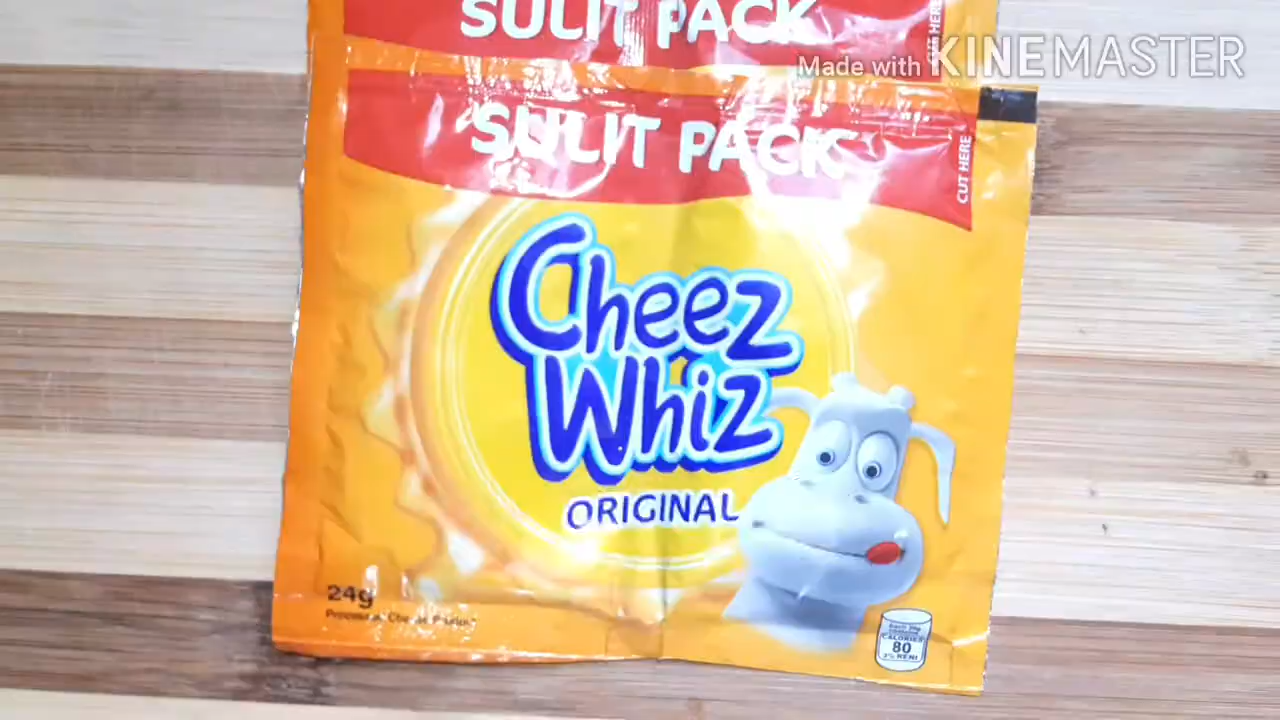 SULIT PACK
Made with KINEMASTER
SULIT PACK
CUT HERE
Cheez
Whiz
ORIGINAL
24g
CALORIES
80